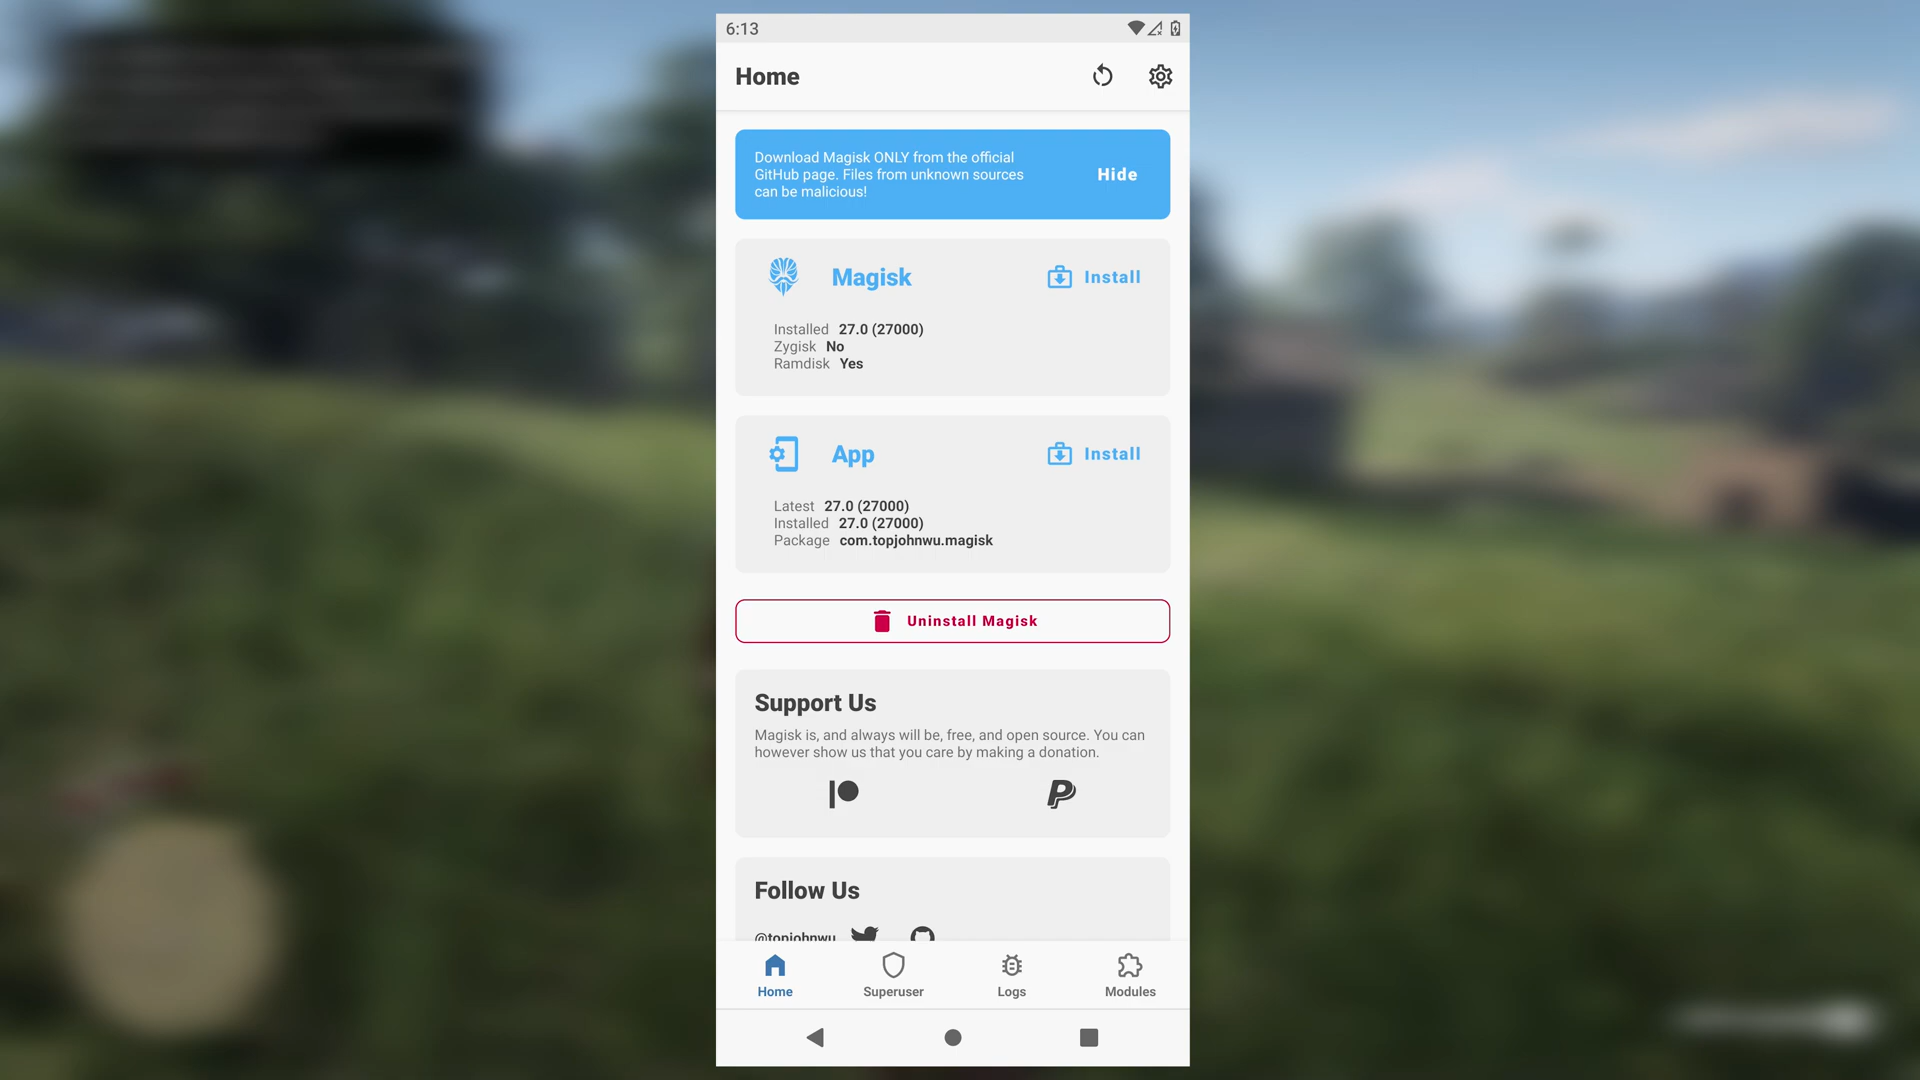 6:13
Home
Download Magisk ONLY from the official
GitHub page. Files from unknown sources
can be malicious!
Hide
Magisk
Install
Installed 27.0 (27000)
Zygisk No
Ramdisk Yes
App
Install
Latest 27.0 (27000)
Installed 27.0 (27000)
Package com.topjohnwu.magisk
Uninstall Magisk
Support Us
Magisk is, and always will be, free, and open source. You can
however show us that you care by making a donation.
Follow Us
@topjohnwu
Home
Superuser
Logs
Modules